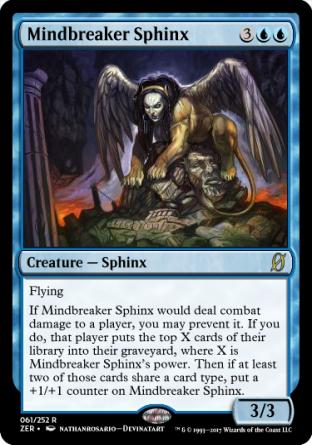 Mindbreaker Sphinx 3
Creature — Sphinx
Flying
If Mindbreaker Sphinx would deal combat
damage to a player, you may prevent it. If you
do, that player puts the top X cards of their
library into their graveyard, where X is
Mindbreaker Sphinx's power. Then if at least
two of those cards share a card type, put a
+1/+1 counter on Mindbreaker Sphinx.
3/3
061/252 R
ZER • NATHANROSARIO—DEVINATART ™ & © 1993–2017 Wizards of the Coast LLC